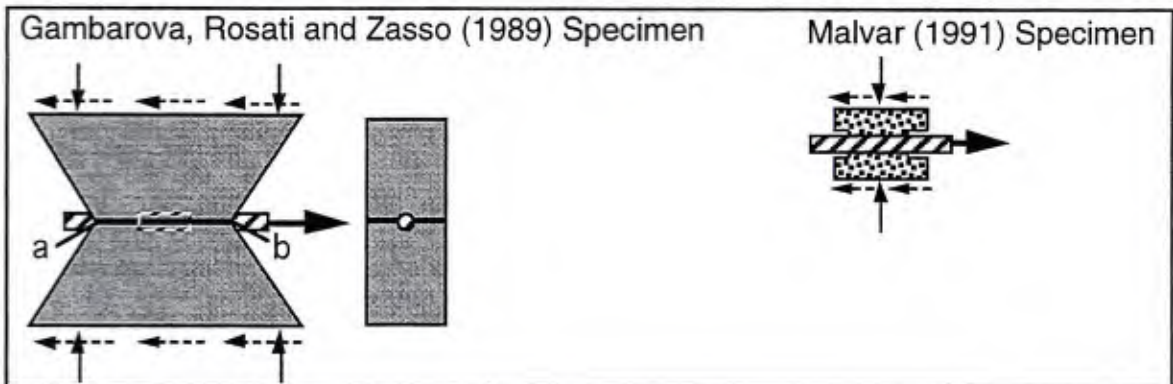 Gambarova, Rosati and Zasso (1989) Specimen
Malvar (1991) Specimen
a
b